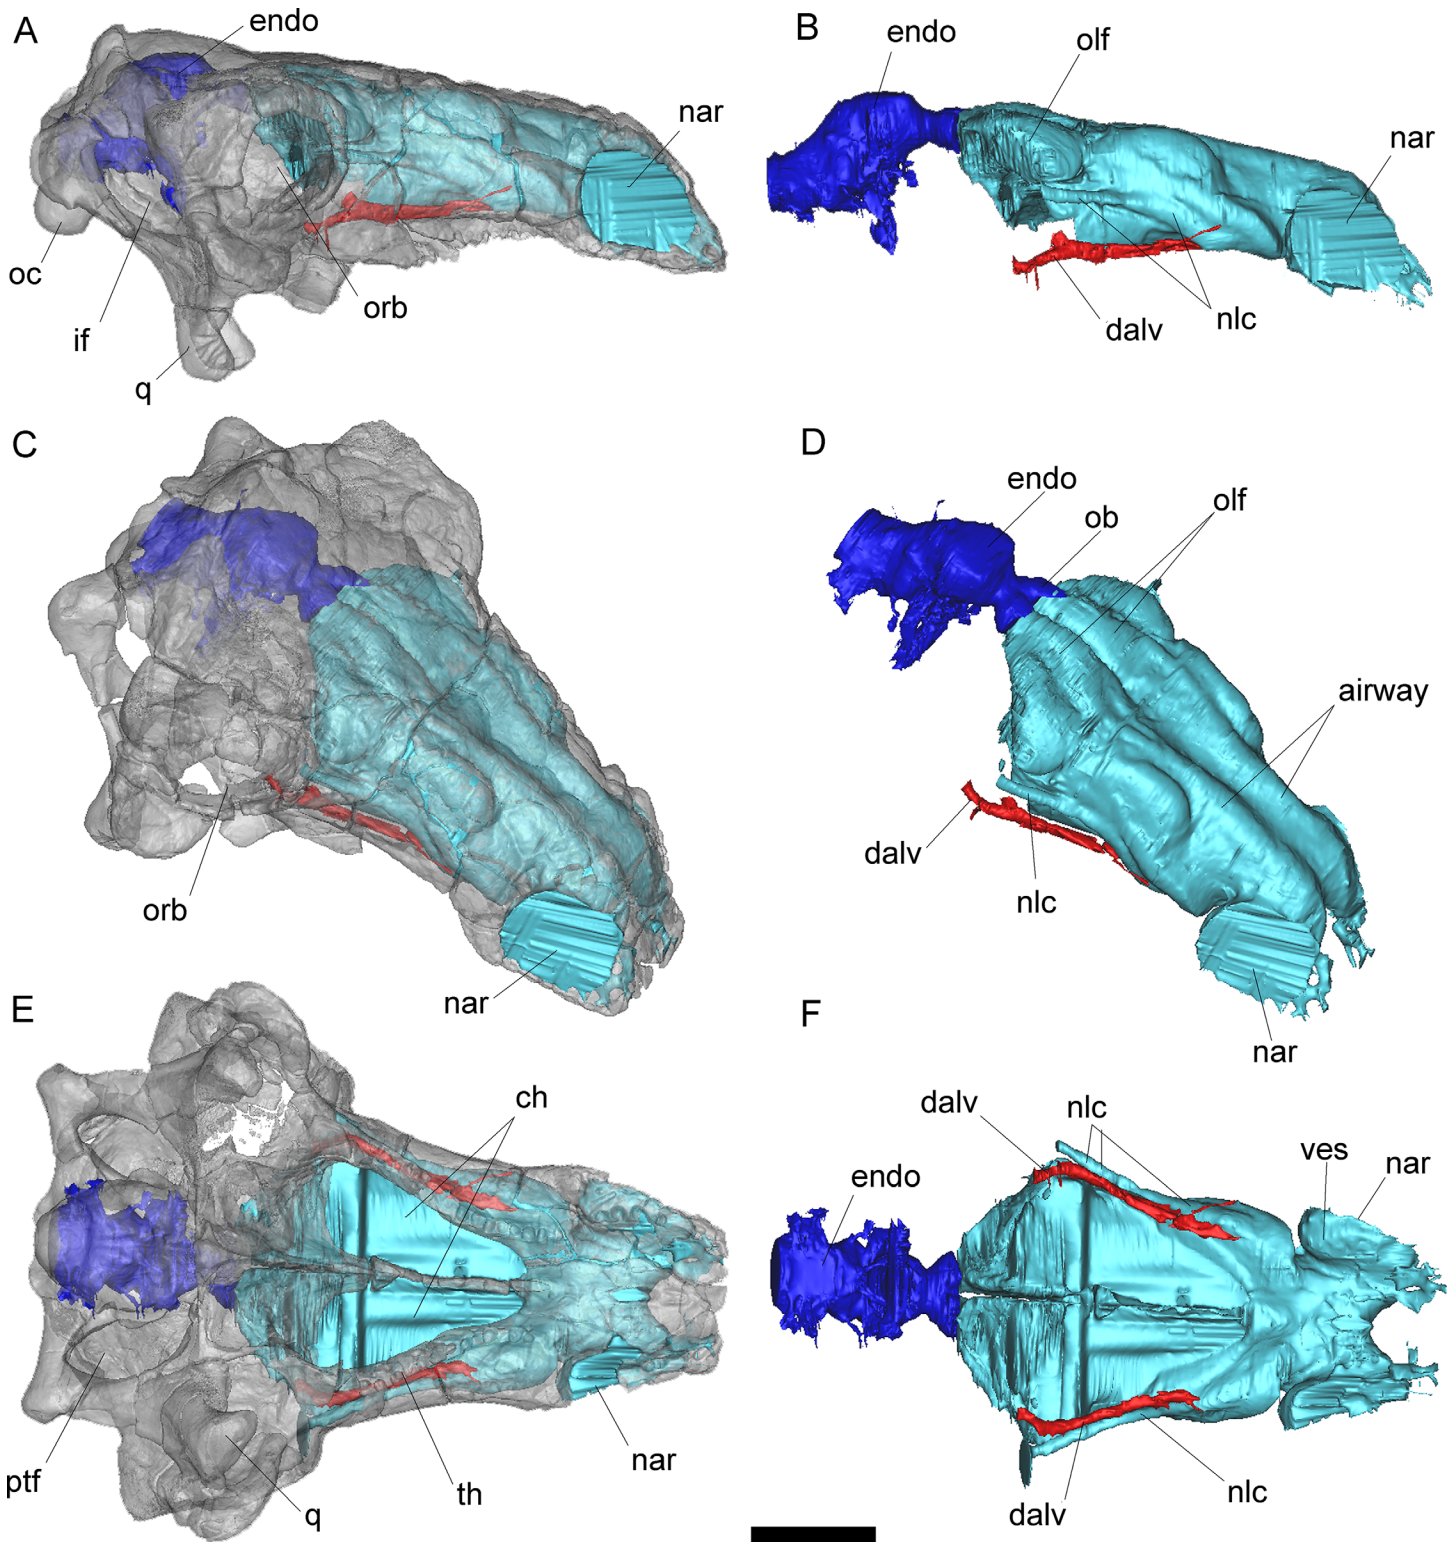 A
endo
nar
oc
if
orb
q
B
endo
olf
nar
dalv
nlc
C
orb
nar
D
endo
ob
olf
airway
dalv
nlc
nar
E
ch
ptf
q
th
nar
F
dalv
nlc
ves
nar
endo
nlc
dalv